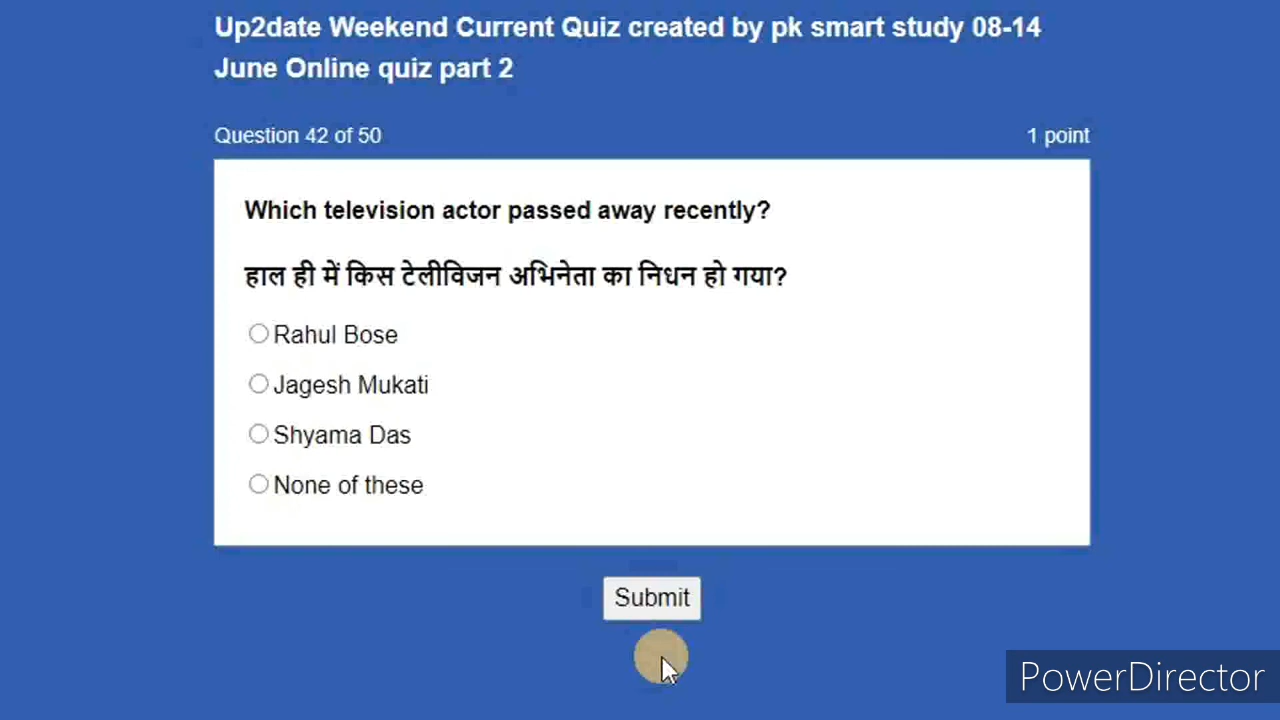 Up2date Weekend Current Quiz created by pk smart study 08-14
June Online quiz part 2
Question 42 of 50
1 point
Which television actor passed away recently?
हाल ही में किस टेलीविजन अभिनेता का निधन हो गया?
Rahul Bose
Jagesh Mukati
Shyama Das
None of these
Submit
PowerDirector